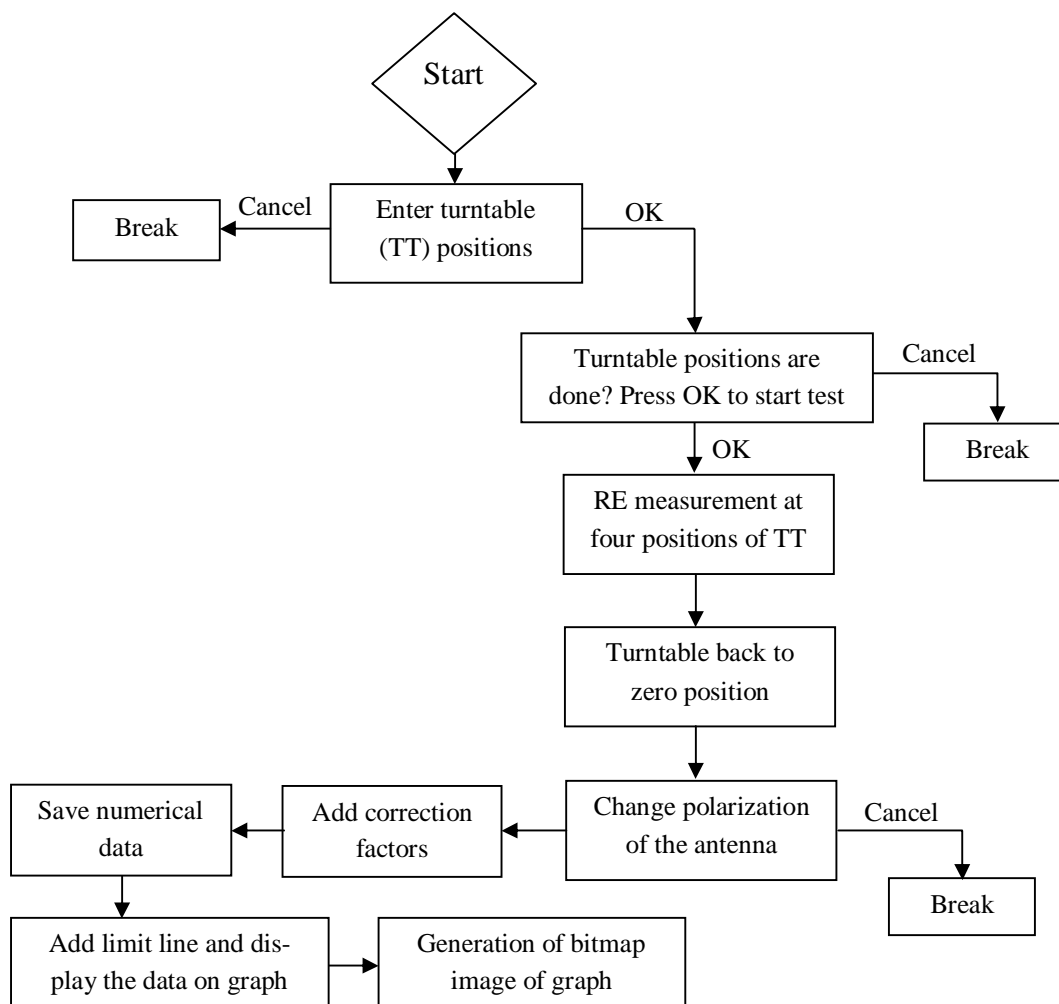 Start
Cancel
Break
Enter turntable
(TT) positions
OK
Turntable positions are
done? Press OK to start test
Cancel
Break
OK
RE measurement at
four positions of TT
Turntable back to
zero position
Change polarization
of the antenna
Cancel
Break
Add correction
factors
Save numerical
data
Add limit line and dis-
play the data on graph
Generation of bitmap
image of graph